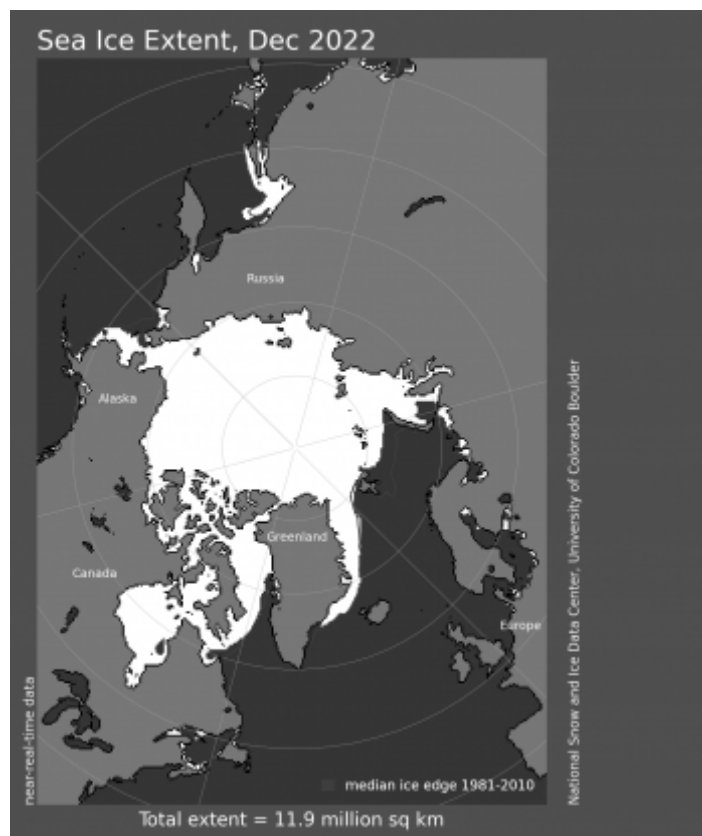 Sea Ice Extent, Dec 2022
Russia
Alaska
Greenland
Canada
Europe
near-real-time data
National Snow and Ice Data Center, University of Colorado Boulder
median ice edge 1981-2010
Total extent = 11.9 million sq km